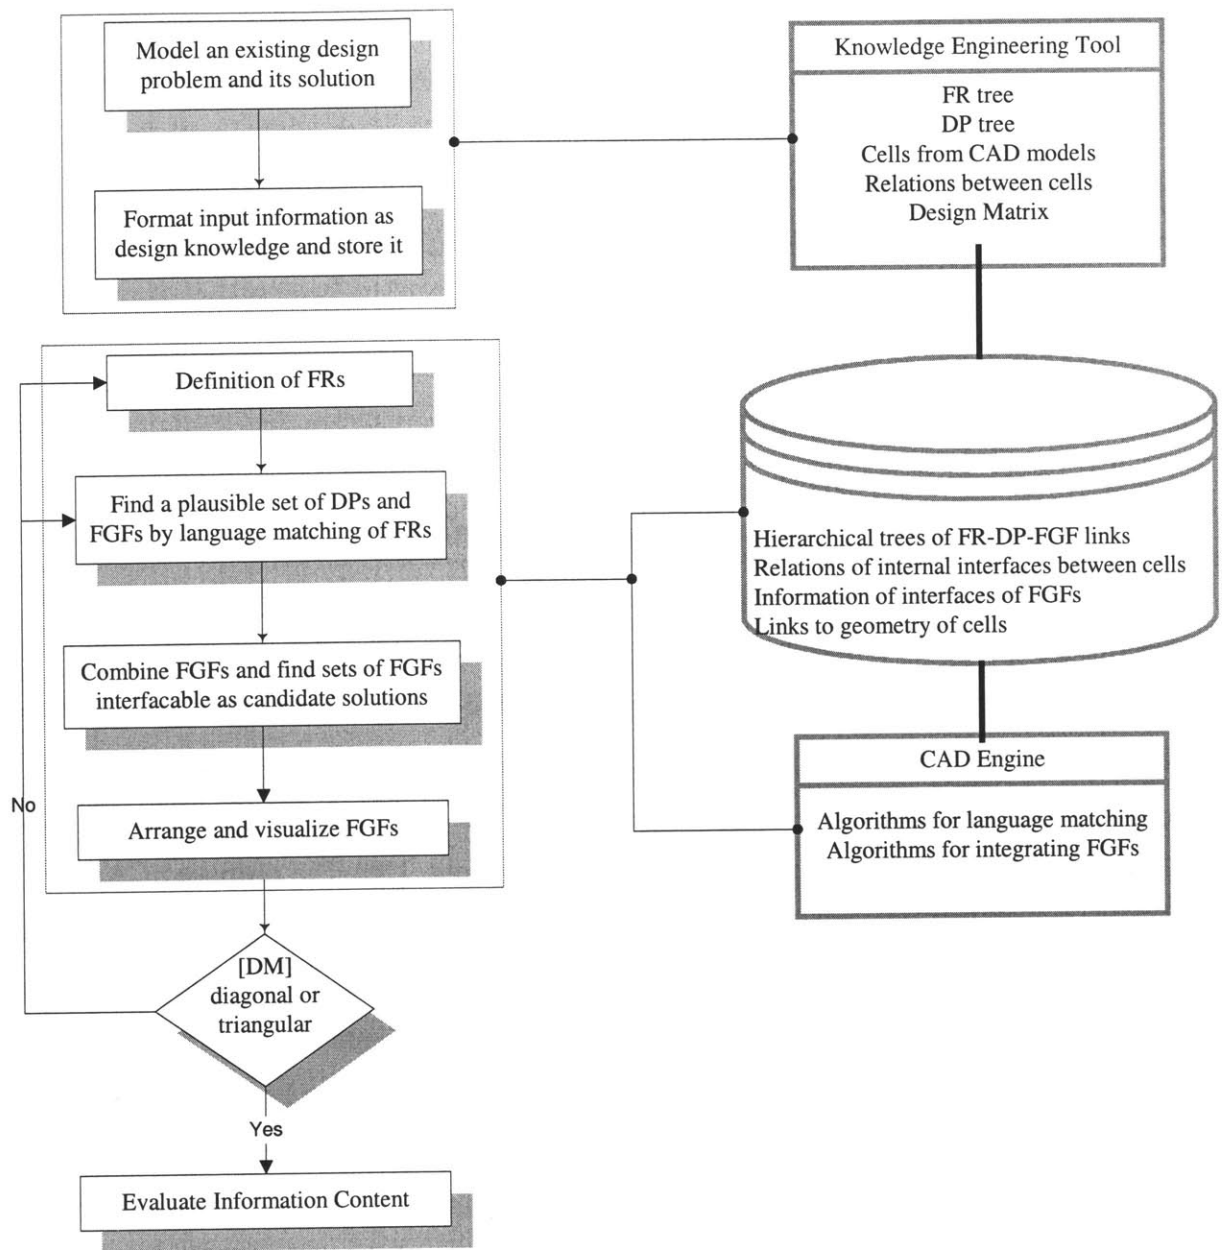 Model an existing design
problem and its solution
Format input information as
design knowledge and store it
Knowledge Engineering Tool
FR tree
DP tree
Cells from CAD models
Relations between cells
Design Matrix
Definition of FRs
Find a plausible set of DPs and
FGFs by language matching of FRs
Combine FGFs and find sets of FGFs
interfacable as candidate solutions
Arrange and visualize FGFs
No
[DM]
diagonal or
triangular
Yes
Evaluate Information Content
Hierarchical trees of FR-DP-FGF links
Relations of internal interfaces between cells
Information of interfaces of FGFs
Links to geometry of cells
CAD Engine
Algorithms for language matching
Algorithms for integrating FGFs